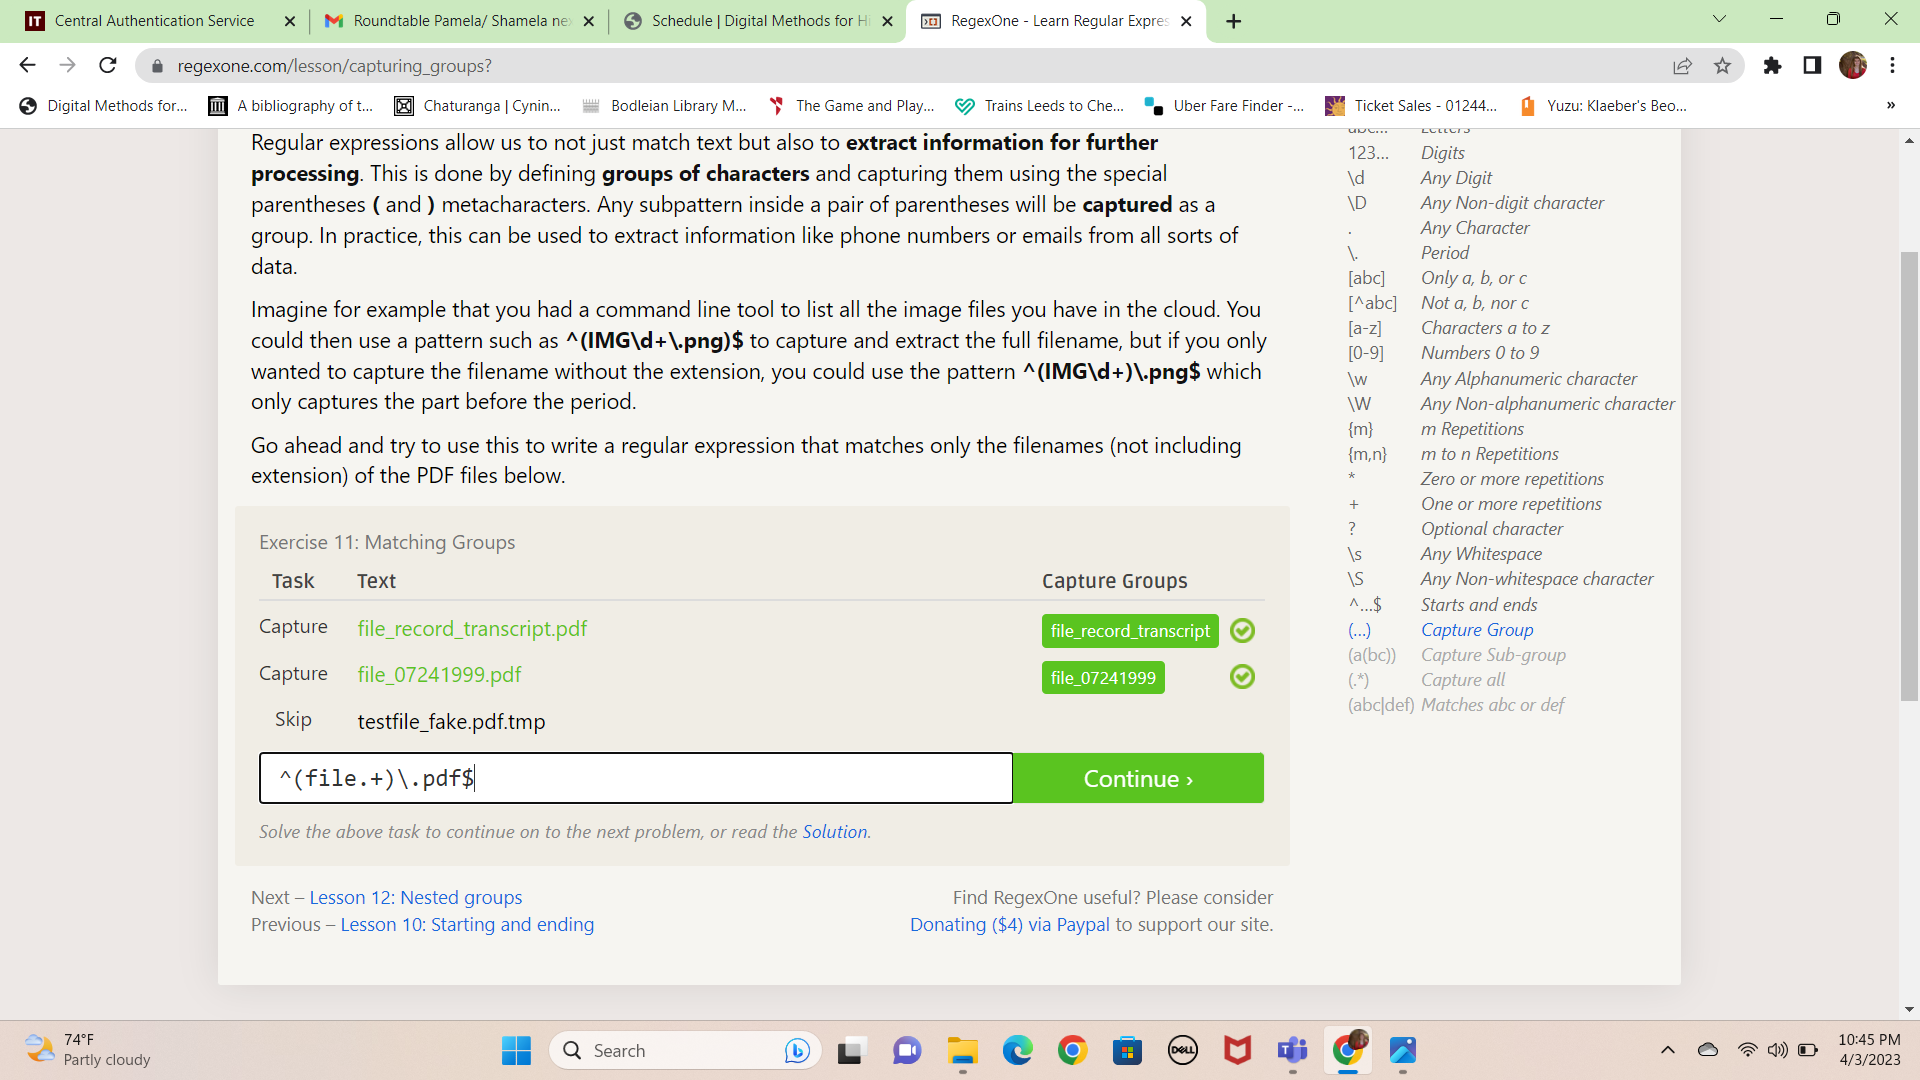 Central Authentication Service
Roundtable Pamela/ Shamela ne
Schedule | Digital Methods for Hi
RegexOne - Learn Regular Expres
regexone.com/lesson/capturing_groups?
Digital Methods for...
A bibliography of t...
Chaturanga | Cynin...
Bodleian Library M...
The Game and Play...
Trains Leeds to Che...
Uber Fare Finder -...
Ticket Sales - 01244...
Yuzu: Klaeber's Beo...
»
Regular expressions allow us to not just match text but also to extract information for further
processing. This is done by defining groups of characters and capturing them using the special
parentheses ( and ) metacharacters. Any subpattern inside a pair of parentheses will be captured as a
group. In practice, this can be used to extract information like phone numbers or emails from all sorts of
data.
Imagine for example that you had a command line tool to list all the image files you have in the cloud. You
could then use a pattern such as ^(IMG\d+\.png)$ to capture and extract the full filename, but if you only
wanted to capture the filename without the extension, you could use the pattern ^(IMG\d+)\.png$ which
only captures the part before the period.
Go ahead and try to use this to write a regular expression that matches only the filenames (not including
extension) of the PDF files below.
Exercise 11: Matching Groups
Task Text Capture Groups
Capture file_record_transcript.pdf file_record_transcript
Capture file_07241999.pdf file_07241999
Skip testfile_fake.pdf.tmp
^(file.+)\.pdf$ Continue ›
Solve the above task to continue on to the next problem, or read the Solution.
Next – Lesson 12: Nested groups
Previous – Lesson 10: Starting and ending
Find RegexOne useful? Please consider
Donating ($4) via Paypal to support our site.
abc... Letters
123... Digits
\d Any Digit
\D Any Non-digit character
. Any Character
\. Period
[abc] Only a, b, or c
[^abc] Not a, b, nor c
[a-z] Characters a to z
[0-9] Numbers 0 to 9
\w Any Alphanumeric character
\W Any Non-alphanumeric character
{m} m Repetitions
{m,n} m to n Repetitions
* Zero or more repetitions
+ One or more repetitions
? Optional character
\s Any Whitespace
\S Any Non-whitespace character
^...$ Starts and ends
(...) Capture Group
(a(bc)) Capture Sub-group
(.*) Capture all
(abc|def) Matches abc or def
74°F
Partly cloudy
Search
DELL
10:45 PM
4/3/2023